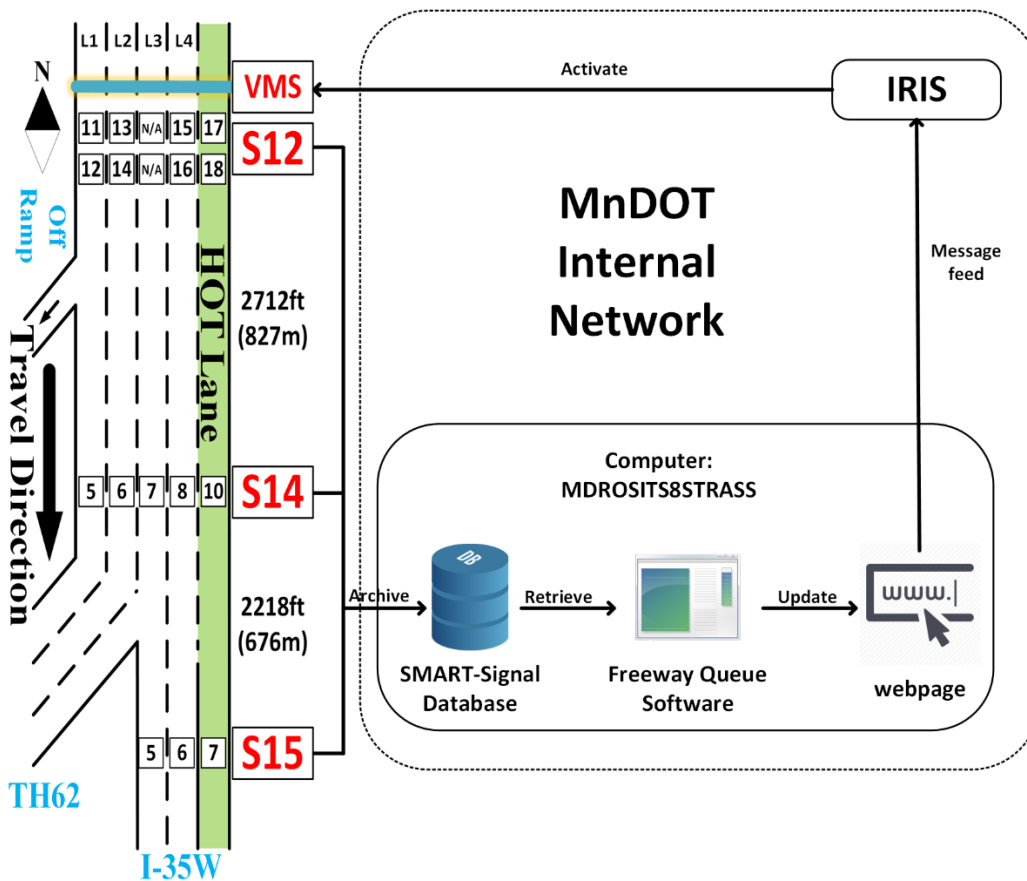 L1 L2 L3 L4
N
VMS
Activate
IRIS
11 13 N/A 15 17
S12
12 14 N/A 16 18
Off
Ramp
MnDOT
Internal
Network
Message
feed
HOT Lane
2712ft
(827m)
Travel Direction
Computer:
MDROSITS8STRASS
5 6 7 8 10
S14
DB
www.
Archive
Retrieve
Update
2218ft
(676m)
SMART-Signal
Database
Freeway Queue
Software
webpage
5 6 7
S15
TH62
I-35W